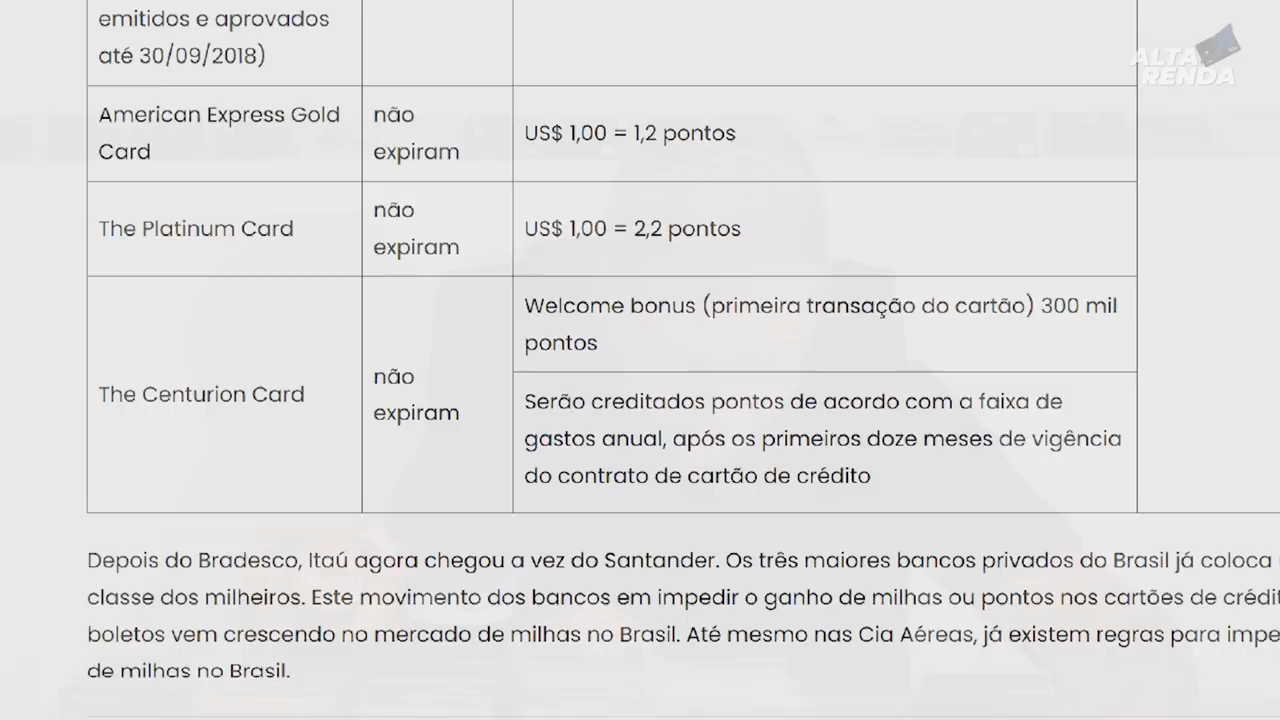 emitidos e aprovados
até 30/09/2018)
ALTA
RENDA
American Express Gold
Card
não
expiram
US$ 1,00 = 1,2 pontos
The Platinum Card
não
expiram
US$ 1,00 = 2,2 pontos
The Centurion Card
não
expiram
Welcome bonus (primeira transação do cartão) 300 mil
pontos
Serão creditados pontos de acordo com a faixa de
gastos anual, após os primeiros doze meses de vigência
do contrato de cartão de crédito
Depois do Bradesco, Itaú agora chegou a vez do Santander. Os três maiores bancos privados do Brasil já coloca
classe dos milheiros. Este movimento dos bancos em impedir o ganho de milhas ou pontos nos cartões de crédit
boletos vem crescendo no mercado de milhas no Brasil. Até mesmo nas Cia Aéreas, já existem regras para impe
de milhas no Brasil.